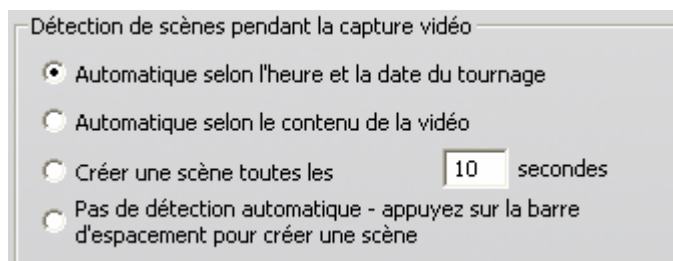 Détection de scènes pendant la capture vidéo
Automatique selon l'heure et la date du tournage
Automatique selon le contenu de la vidéo
Créer une scène toutes les 10 secondes
Pas de détection automatique - appuyez sur la barre
d'espacement pour créer une scène